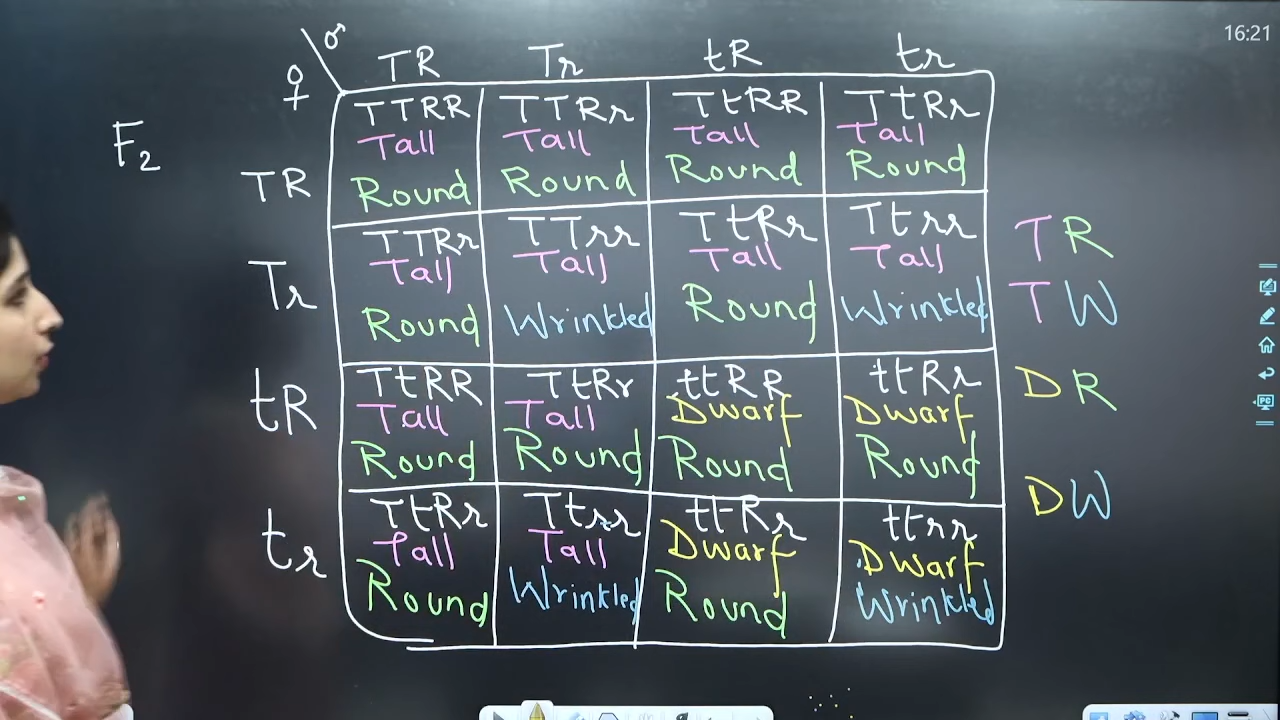 16:21
♀ \ ♂ TR Tr tR tr
F2
TR
TTRR TTRr TtRR TtRr
Tall Tall Tall Tall
Round Round Round Round
Tr
TTRr TTrr TtRr Ttrr
Tall Tall Tall Tall
Round Wrinkled Round Wrinkled
TR
TW
tR
TtRR TtRr ttRR ttRr
Tall Tall Dwarf Dwarf
Round Round Round Round
DR
DW
tr
TtRr Ttrr ttRr ttrr
Tall Tall Dwarf Dwarf
Round Wrinkled Round Wrinkled
PC